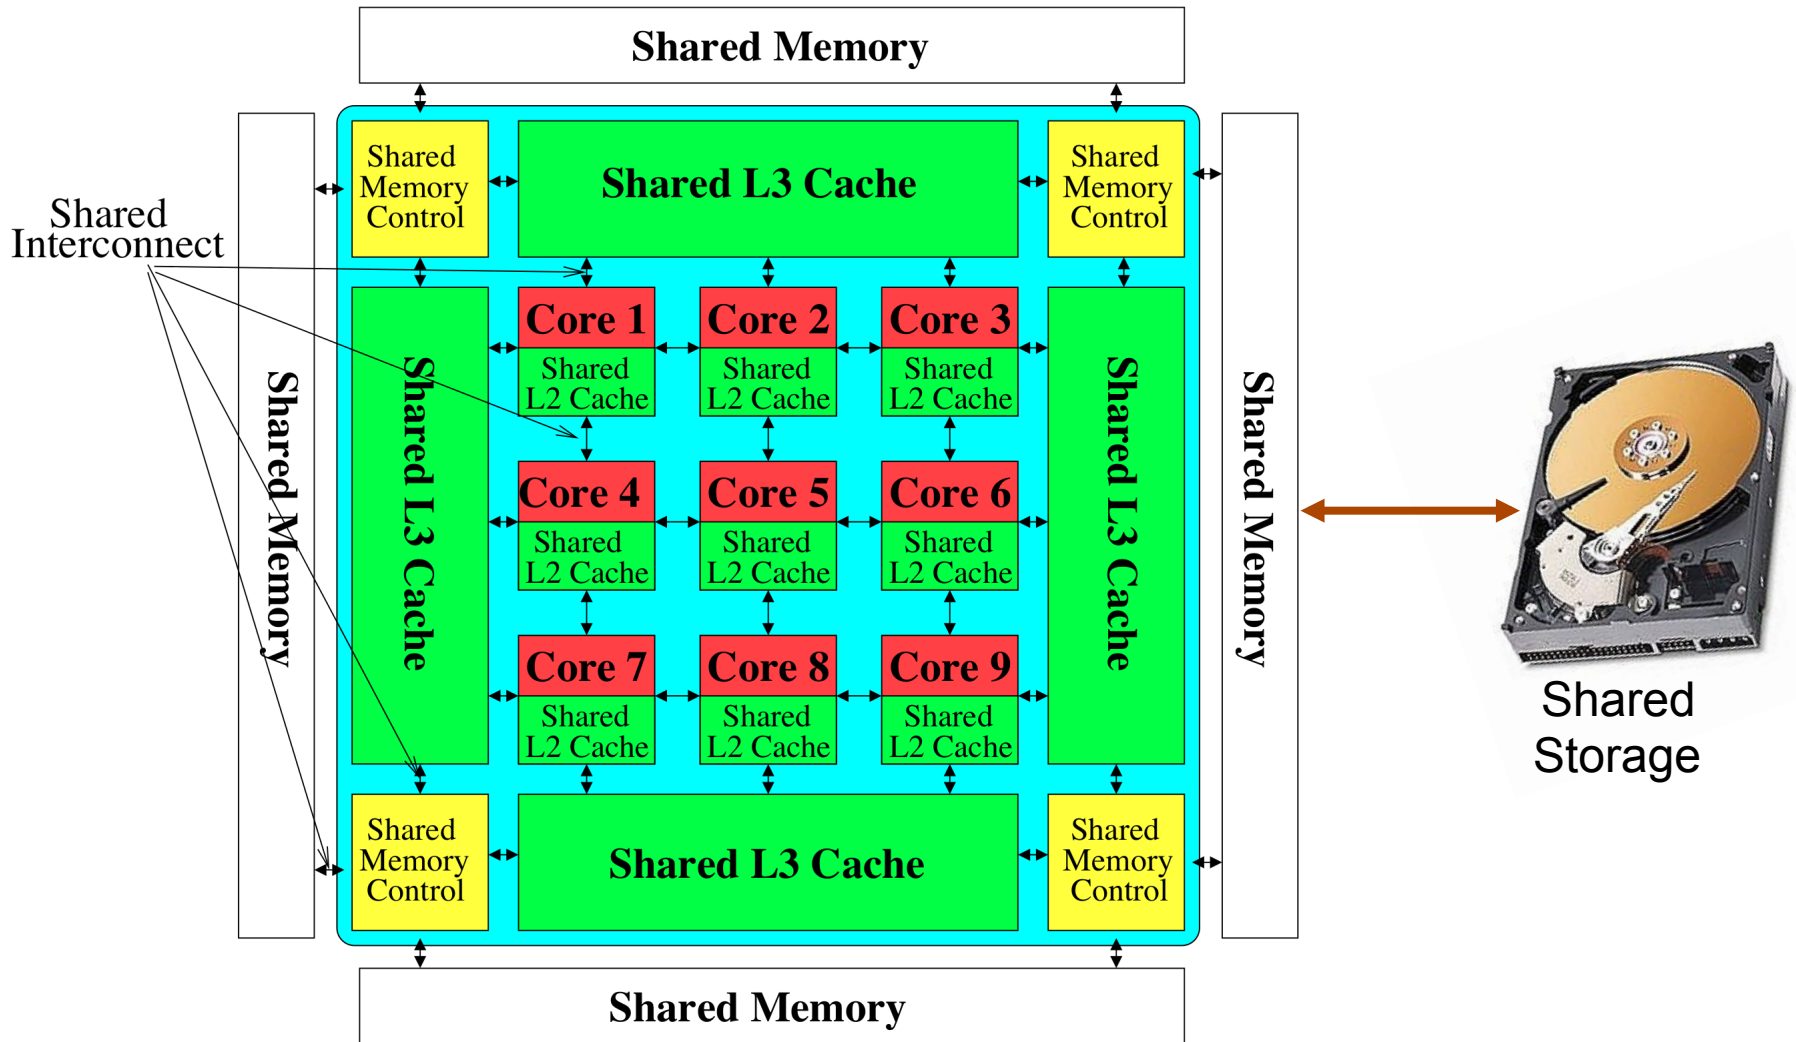 Shared Memory
Shared
Memory
Control
Shared L3 Cache
Shared
Memory
Control
Shared
Interconnect
Shared Memory
Shared L3 Cache
Core 1
Shared
L2 Cache
Core 2
Shared
L2 Cache
Core 3
Shared
L2 Cache
Core 4
Shared
L2 Cache
Core 5
Shared
L2 Cache
Core 6
Shared
L2 Cache
Core 7
Shared
L2 Cache
Core 8
Shared
L2 Cache
Core 9
Shared
L2 Cache
Shared L3 Cache
Shared Memory
Shared
Storage
Shared
Memory
Control
Shared L3 Cache
Shared
Memory
Control
Shared Memory